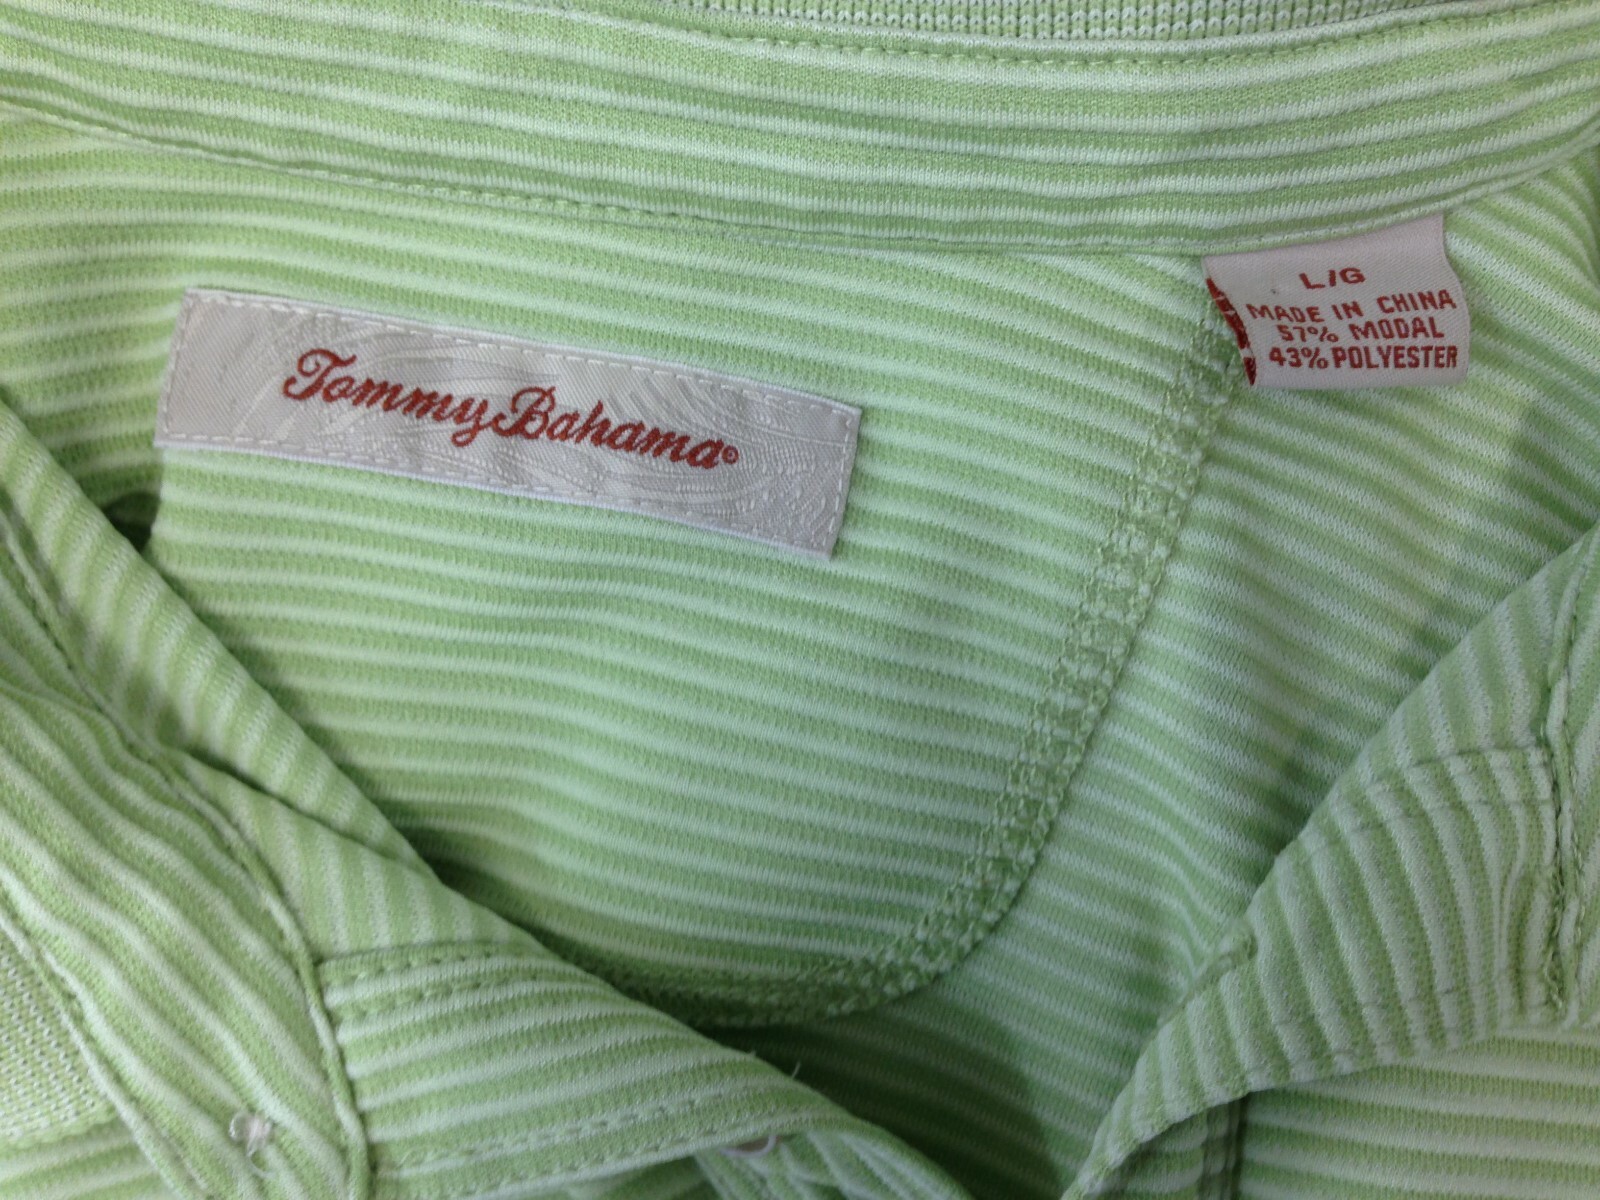 Tommy Bahama®
L/G
MADE IN CHINA
57% MODAL
43% POLYESTER